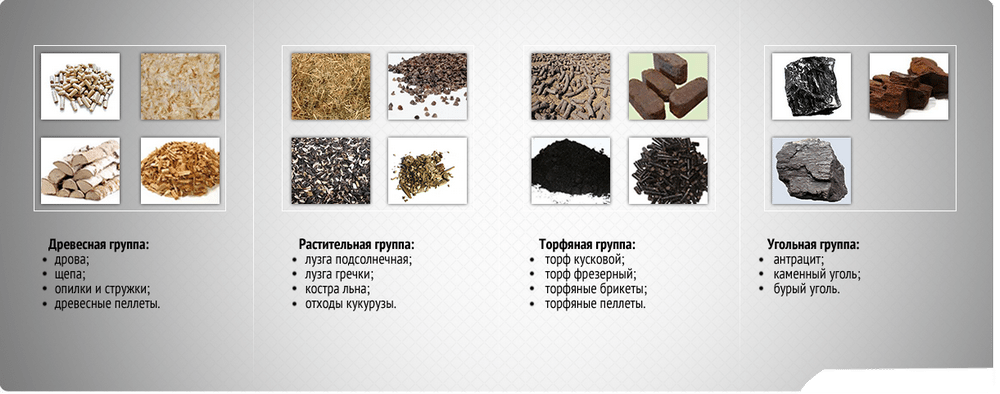 Древесная группа:
• дрова;
• щепа;
• опилки и стружки;
• древесные пеллеты.
Растительная группа:
• лузга подсолнечная;
• лузга гречки;
• костра льна;
• отходы кукурузы.
Торфяная группа:
• торф кусковой;
• торф фрезерный;
• торфяные брикеты;
• торфяные пеллеты.
Угольная группа:
• антрацит;
• каменный уголь;
• бурый уголь.